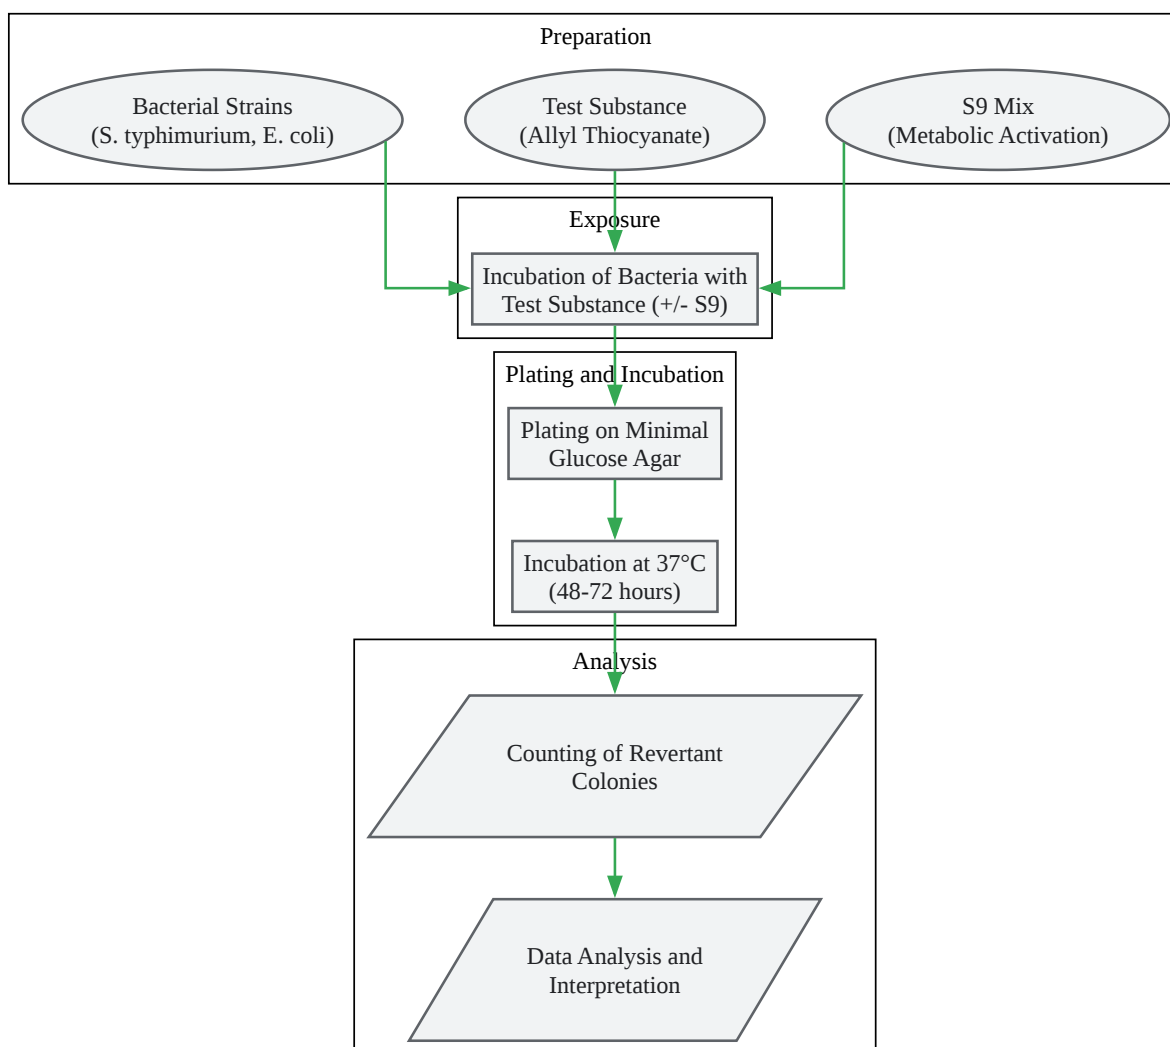 Preparation
Bacterial Strains
(S. typhimurium, E. coli)
Test Substance
(Allyl Thiocyanate)
S9 Mix
(Metabolic Activation)
Exposure
Incubation of Bacteria with
Test Substance (+/- S9)
Plating and Incubation
Plating on Minimal
Glucose Agar
Incubation at 37°C
(48-72 hours)
Analysis
Counting of Revertant
Colonies
Data Analysis and
Interpretation